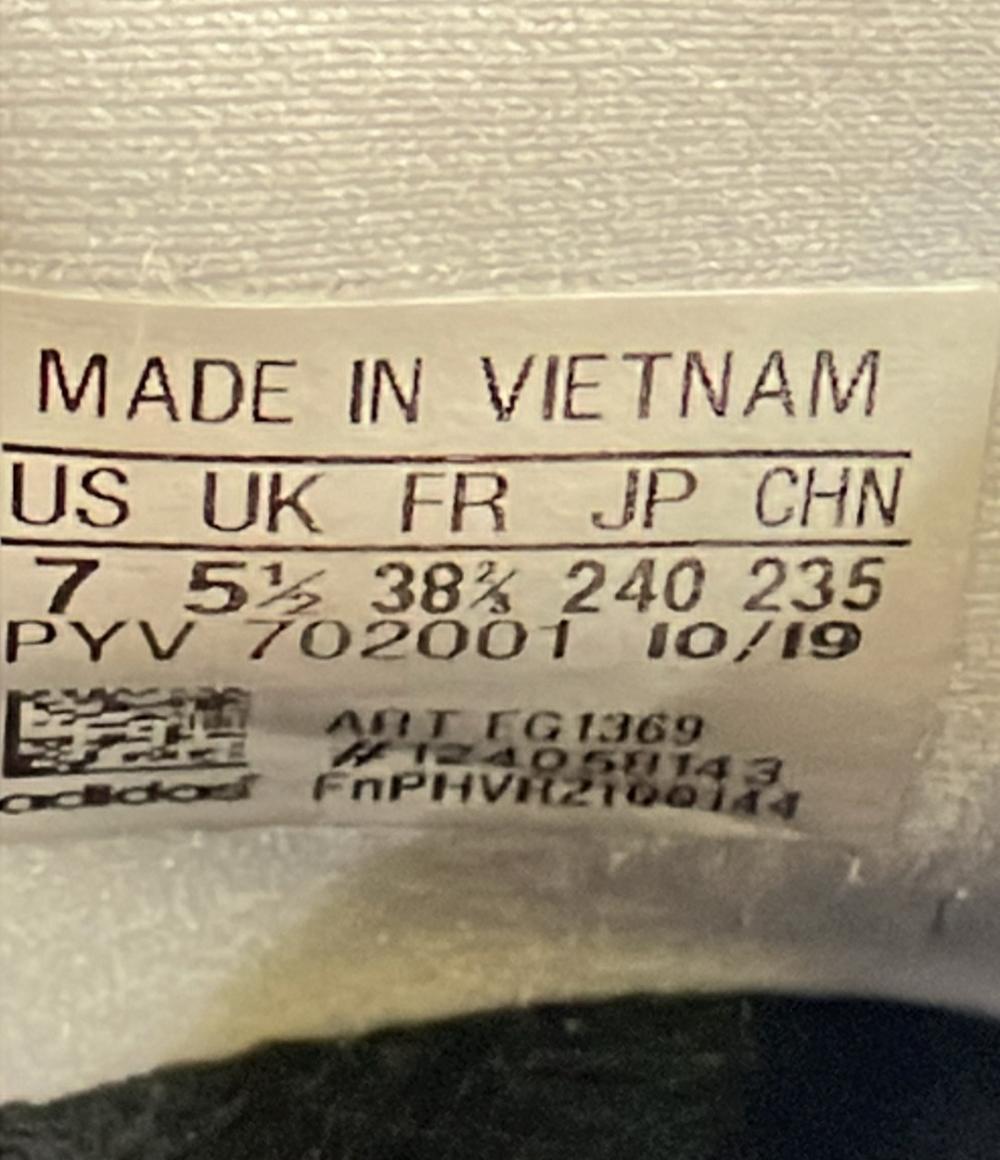 MADE IN VIETNAM
US UK FR JP CHN
7 5½ 38⅔ 240 235
PYV 702001 10/19
ART FG1369
adidas